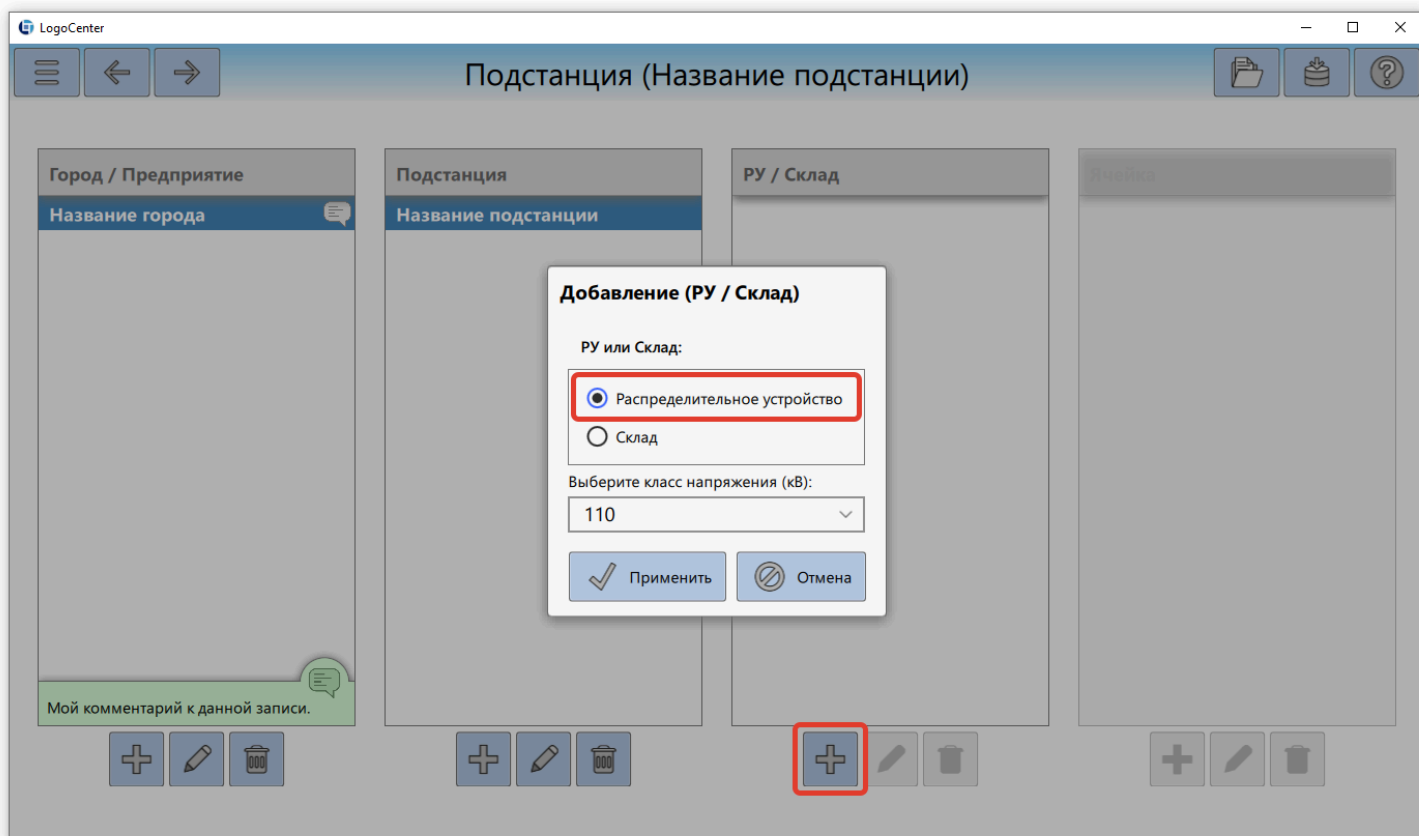 LogoCenter
Подстанция (Название подстанции)
Город / Предприятие
Подстанция
РУ / Склад
Ячейка
Название города
Название подстанции
Добавление (РУ / Склад)
РУ или Склад:
Распределительное устройство
Склад
Выберите класс напряжения (кВ):
110
Применить
Отмена
Мой комментарий к данной записи.